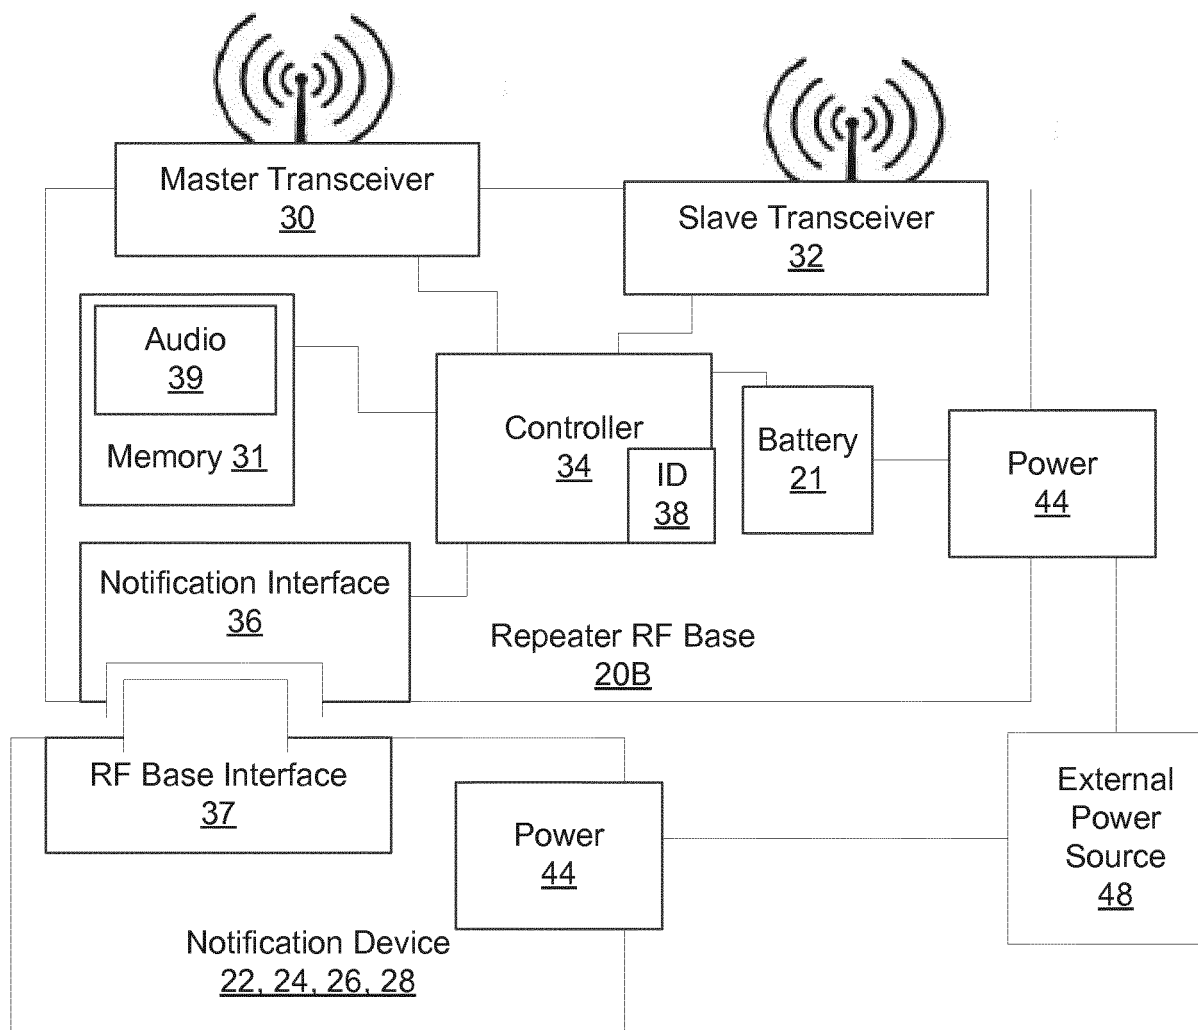 Master Transceiver
30
Slave Transceiver
32
Audio
39
Memory 31
Controller
34
ID
38
Battery
21
Power
44
Notification Interface
36
Repeater RF Base
20B
RF Base Interface
37
Power
44
External
Power
Source
48
Notification Device
22, 24, 26, 28